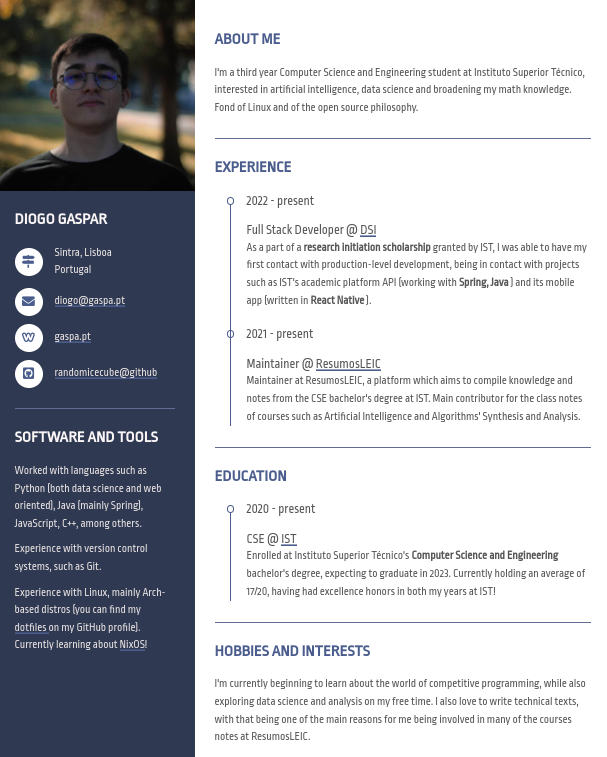 DIOGO GASPAR
Sintra, Lisboa
Portugal
diogo@gaspa.pt
gaspa.pt
randomicecube@github
SOFTWARE AND TOOLS
Worked with languages such as
Python (both data science and web
oriented), Java (mainly Spring),
JavaScript, C++, among others.
Experience with version control
systems, such as Git.
Experience with Linux, mainly Arch-
based distros (you can find my
dotfiles on my GitHub profile).
Currently learning about NixOS!
ABOUT ME
I'm a third year Computer Science and Engineering student at Instituto Superior Técnico,
interested in artificial intelligence, data science and broadening my math knowledge.
Fond of Linux and of the open source philosophy.
EXPERIENCE
2022 - present
Full Stack Developer @ DSI
As a part of a research initiation scholarship granted by IST, I was able to have my
first contact with production-level development, being in contact with projects
such as IST's academic platform API (working with Spring, Java) and its mobile
app (written in React Native).
2021 - present
Maintainer @ ResumosLEIC
Maintainer at ResumosLEIC, a platform which aims to compile knowledge and
notes from the CSE bachelor's degree at IST. Main contributor for the class notes
of courses such as Artificial Intelligence and Algorithms' Synthesis and Analysis.
EDUCATION
2020 - present
CSE @ IST
Enrolled at Instituto Superior Técnico's Computer Science and Engineering
bachelor's degree, expecting to graduate in 2023. Currently holding an average of
17/20, having had excellence honors in both my years at IST!
HOBBIES AND INTERESTS
I'm currently beginning to learn about the world of competitive programming, while also
exploring data science and analysis on my free time. I also love to write technical texts,
with that being one of the main reasons for me being involved in many of the courses
notes at ResumosLEIC.